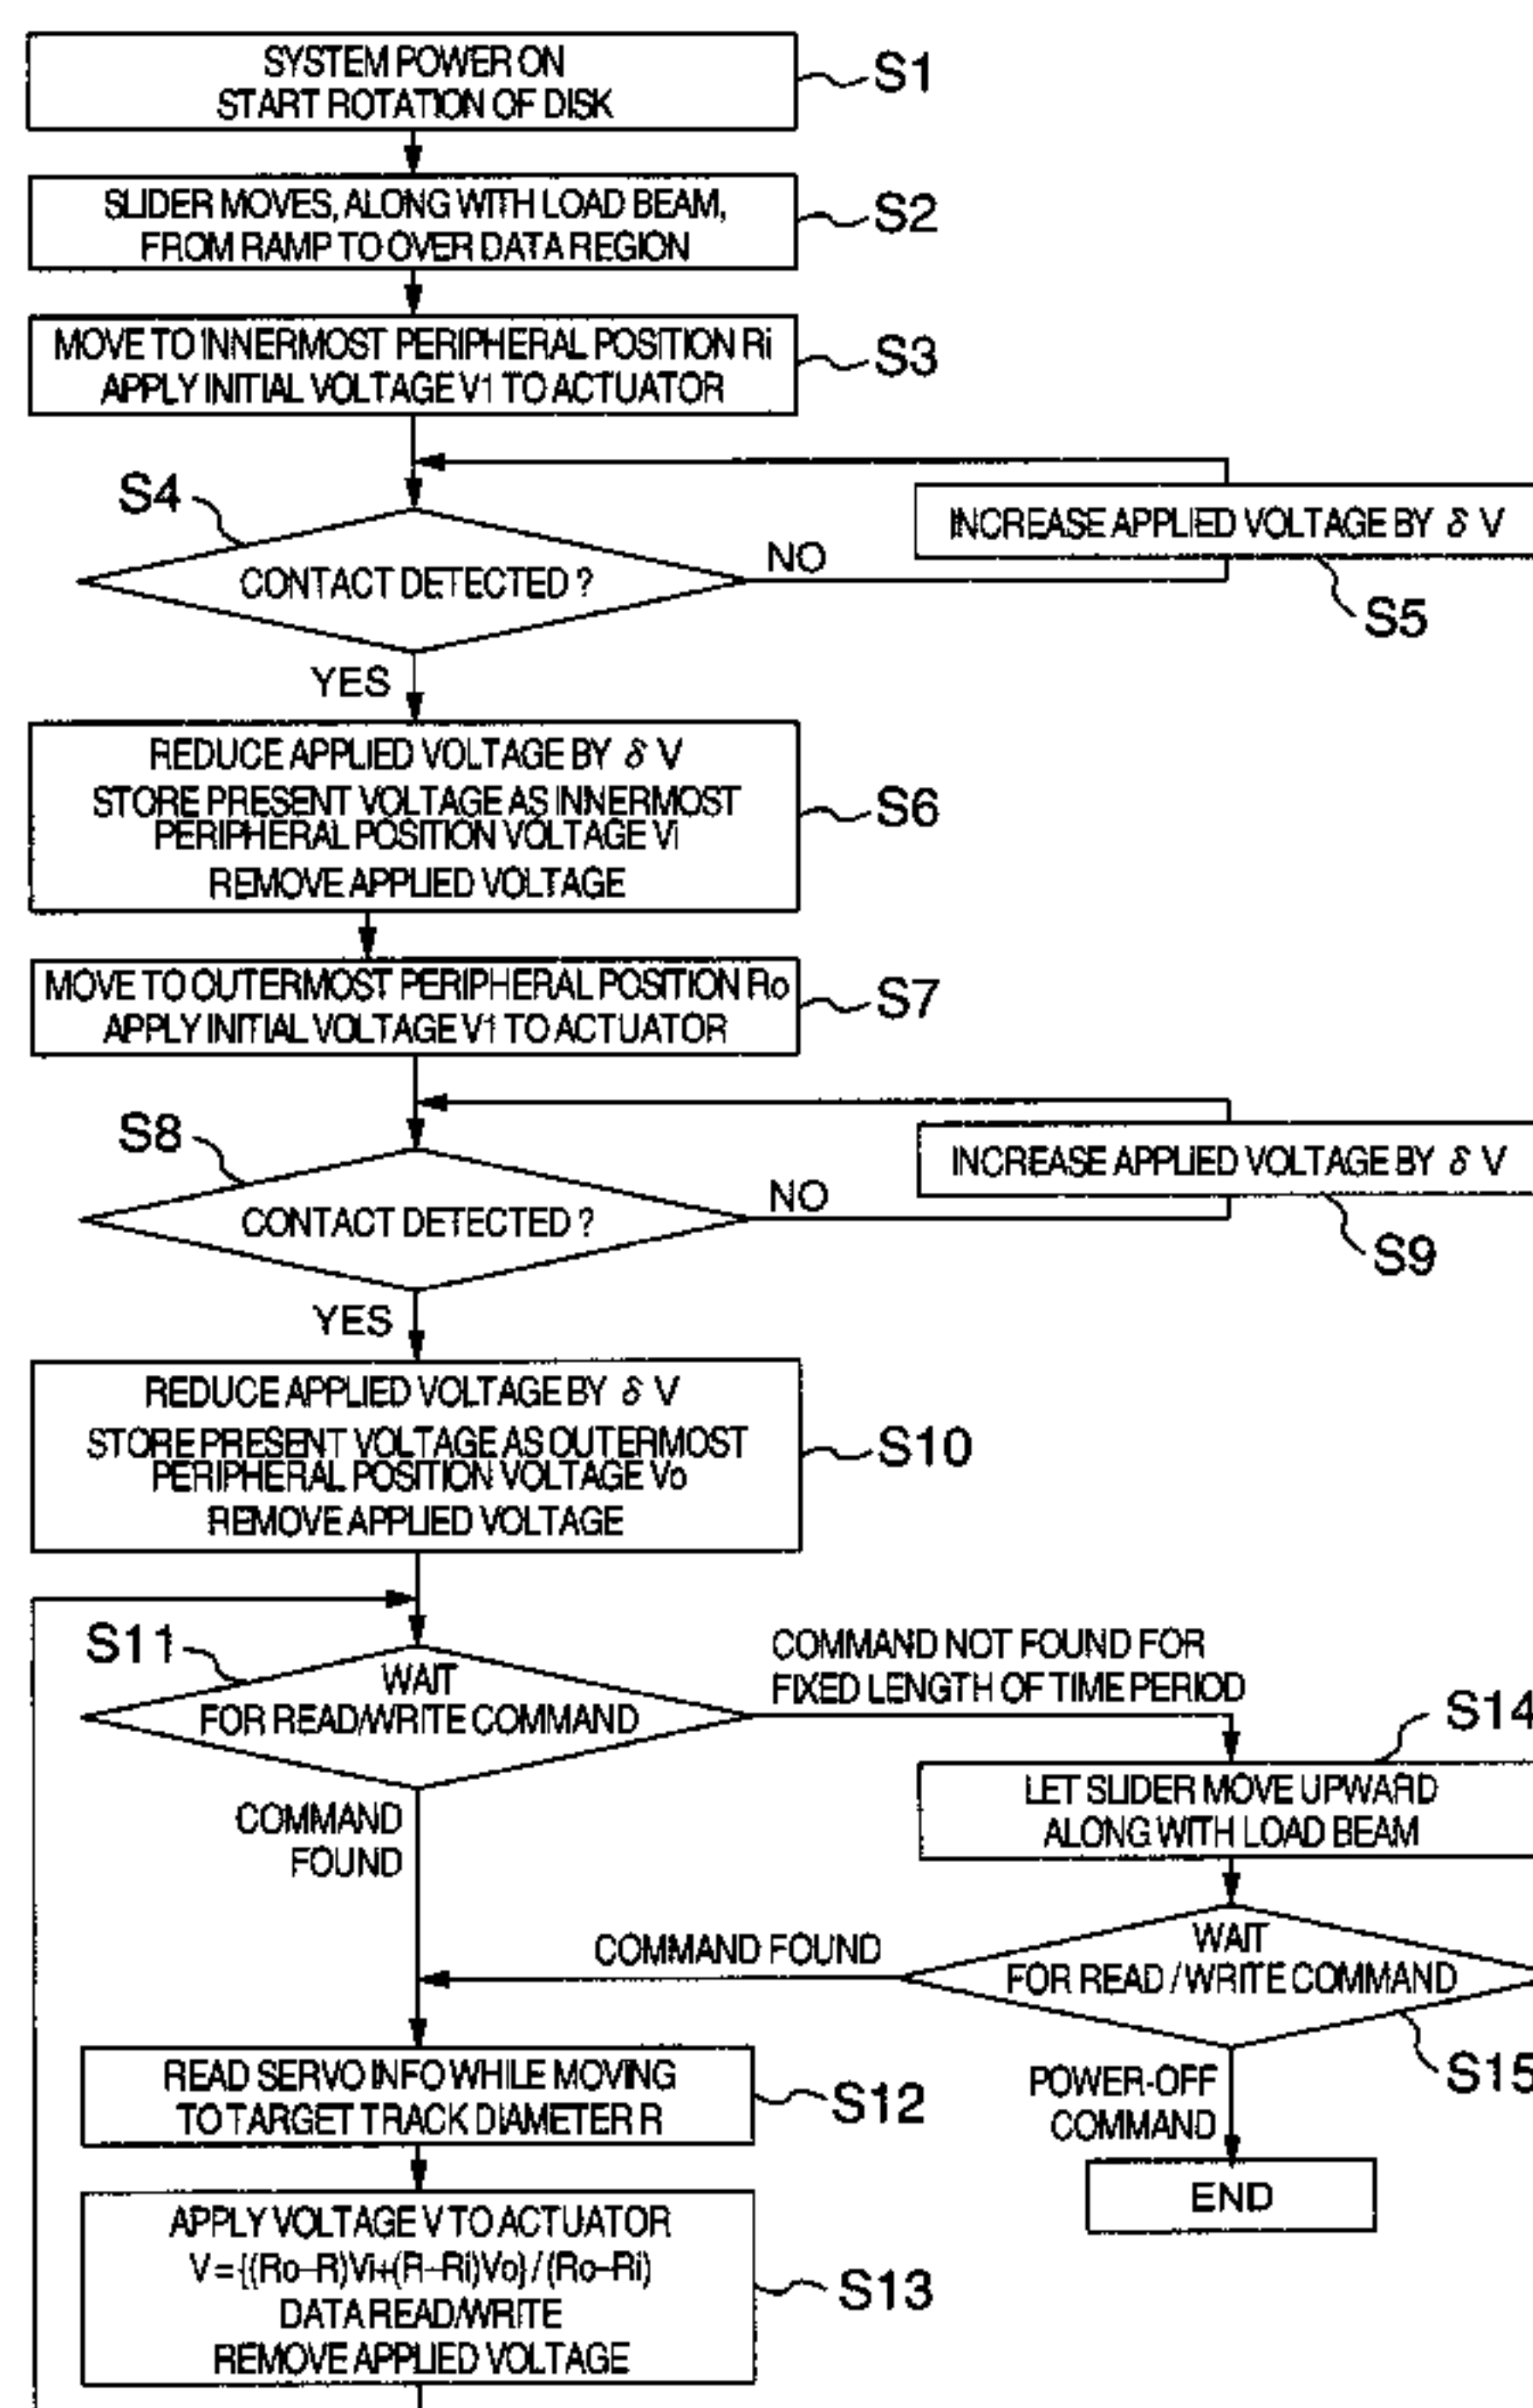 SYSTEM POWER ON
START ROTATION OF DISK
S1
SLIDER MOVES, ALONG WITH LOAD BEAM,
FROM RAMP TO OVER DATA REGION
S2
MOVE TO INNERMOST PERIPHERAL POSITION Ri
APPLY INITIAL VOLTAGE V1 TO ACTUATOR
S3
S4
CONTACT DETECTED ?
NO
INCREASE APPLIED VOLTAGE BY δ V
S5
YES
REDUCE APPLIED VOLTAGE BY δ V
STORE PRESENT VOLTAGE AS INNERMOST
PERIPHERAL POSITION VOLTAGE Vi
REMOVE APPLIED VOLTAGE
S6
MOVE TO OUTERMOST PERIPHERAL POSITION Ro
APPLY INITIAL VOLTAGE V1 TO ACTUATOR
S7
S8
CONTACT DETECTED ?
NO
INCREASE APPLIED VOLTAGE BY δ V
S9
YES
REDUCE APPLIED VOLTAGE BY δ V
STORE PRESENT VOLTAGE AS OUTERMOST
PERIPHERAL POSITION VOLTAGE Vo
REMOVE APPLIED VOLTAGE
S10
S11
WAIT
FOR READ/WRITE COMMAND
COMMAND NOT FOUND FOR
FIXED LENGTH OF TIME PERIOD
S14
LET SLIDER MOVE UPWARD
ALONG WITH LOAD BEAM
COMMAND
FOUND
COMMAND FOUND
WAIT
FOR READ / WRITE COMMAND
S15
POWER-OFF
COMMAND
END
READ SERVO INFO WHILE MOVING
TO TARGET TRACK DIAMETER R
S12
APPLY VOLTAGE V TO ACTUATOR
V={(Ro–R)Vi+(R–Ri)Vo}/(Ro–Ri)
DATA READ/WRITE
REMOVE APPLIED VOLTAGE
S13